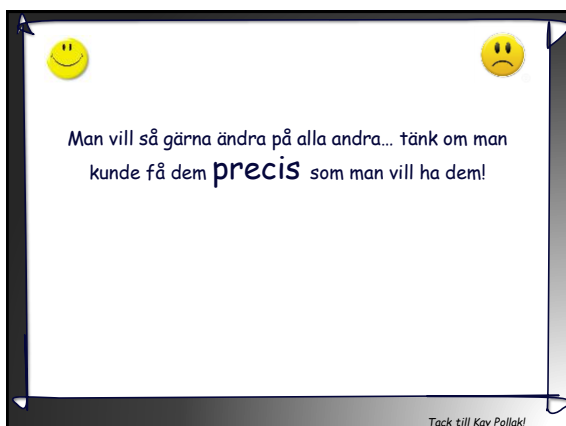 Man vill så gärna ändra på alla andra... tänk om man
kunde få dem precis som man vill ha dem!
Tack till Kay Pollak!